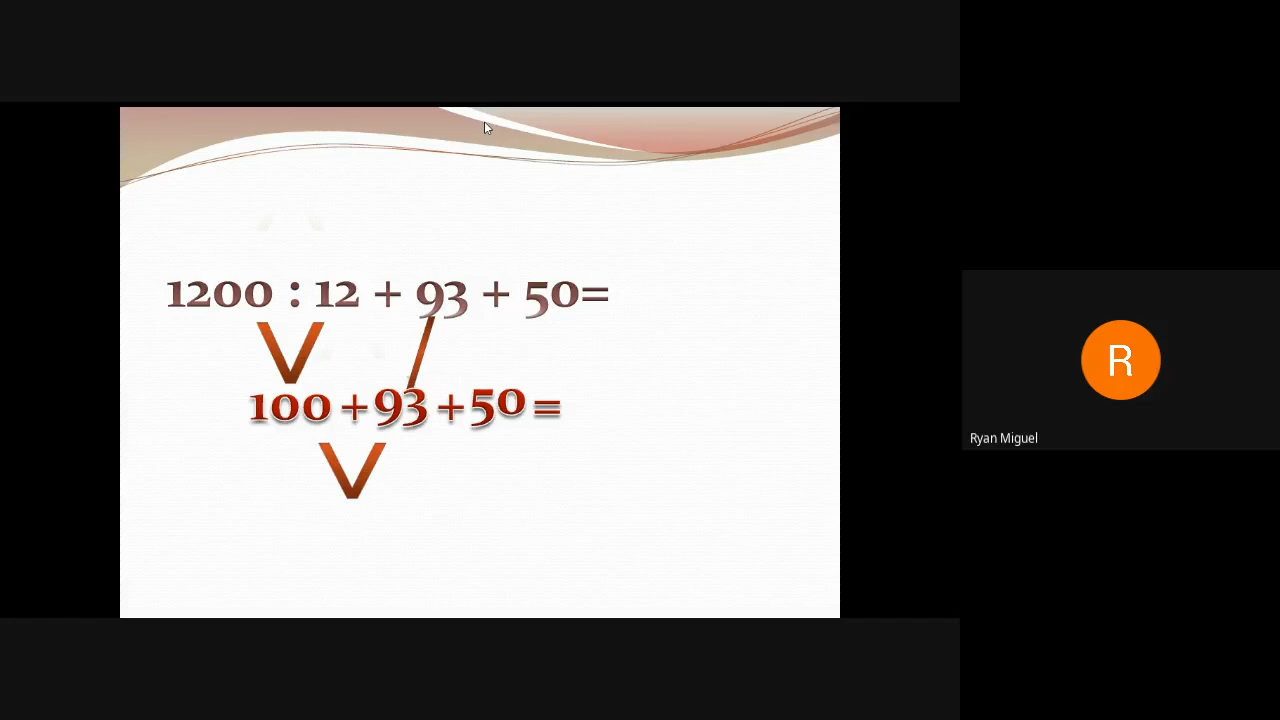 1200 : 12 + 93 + 50=
100 + 93 + 50 =
R
Ryan Miguel